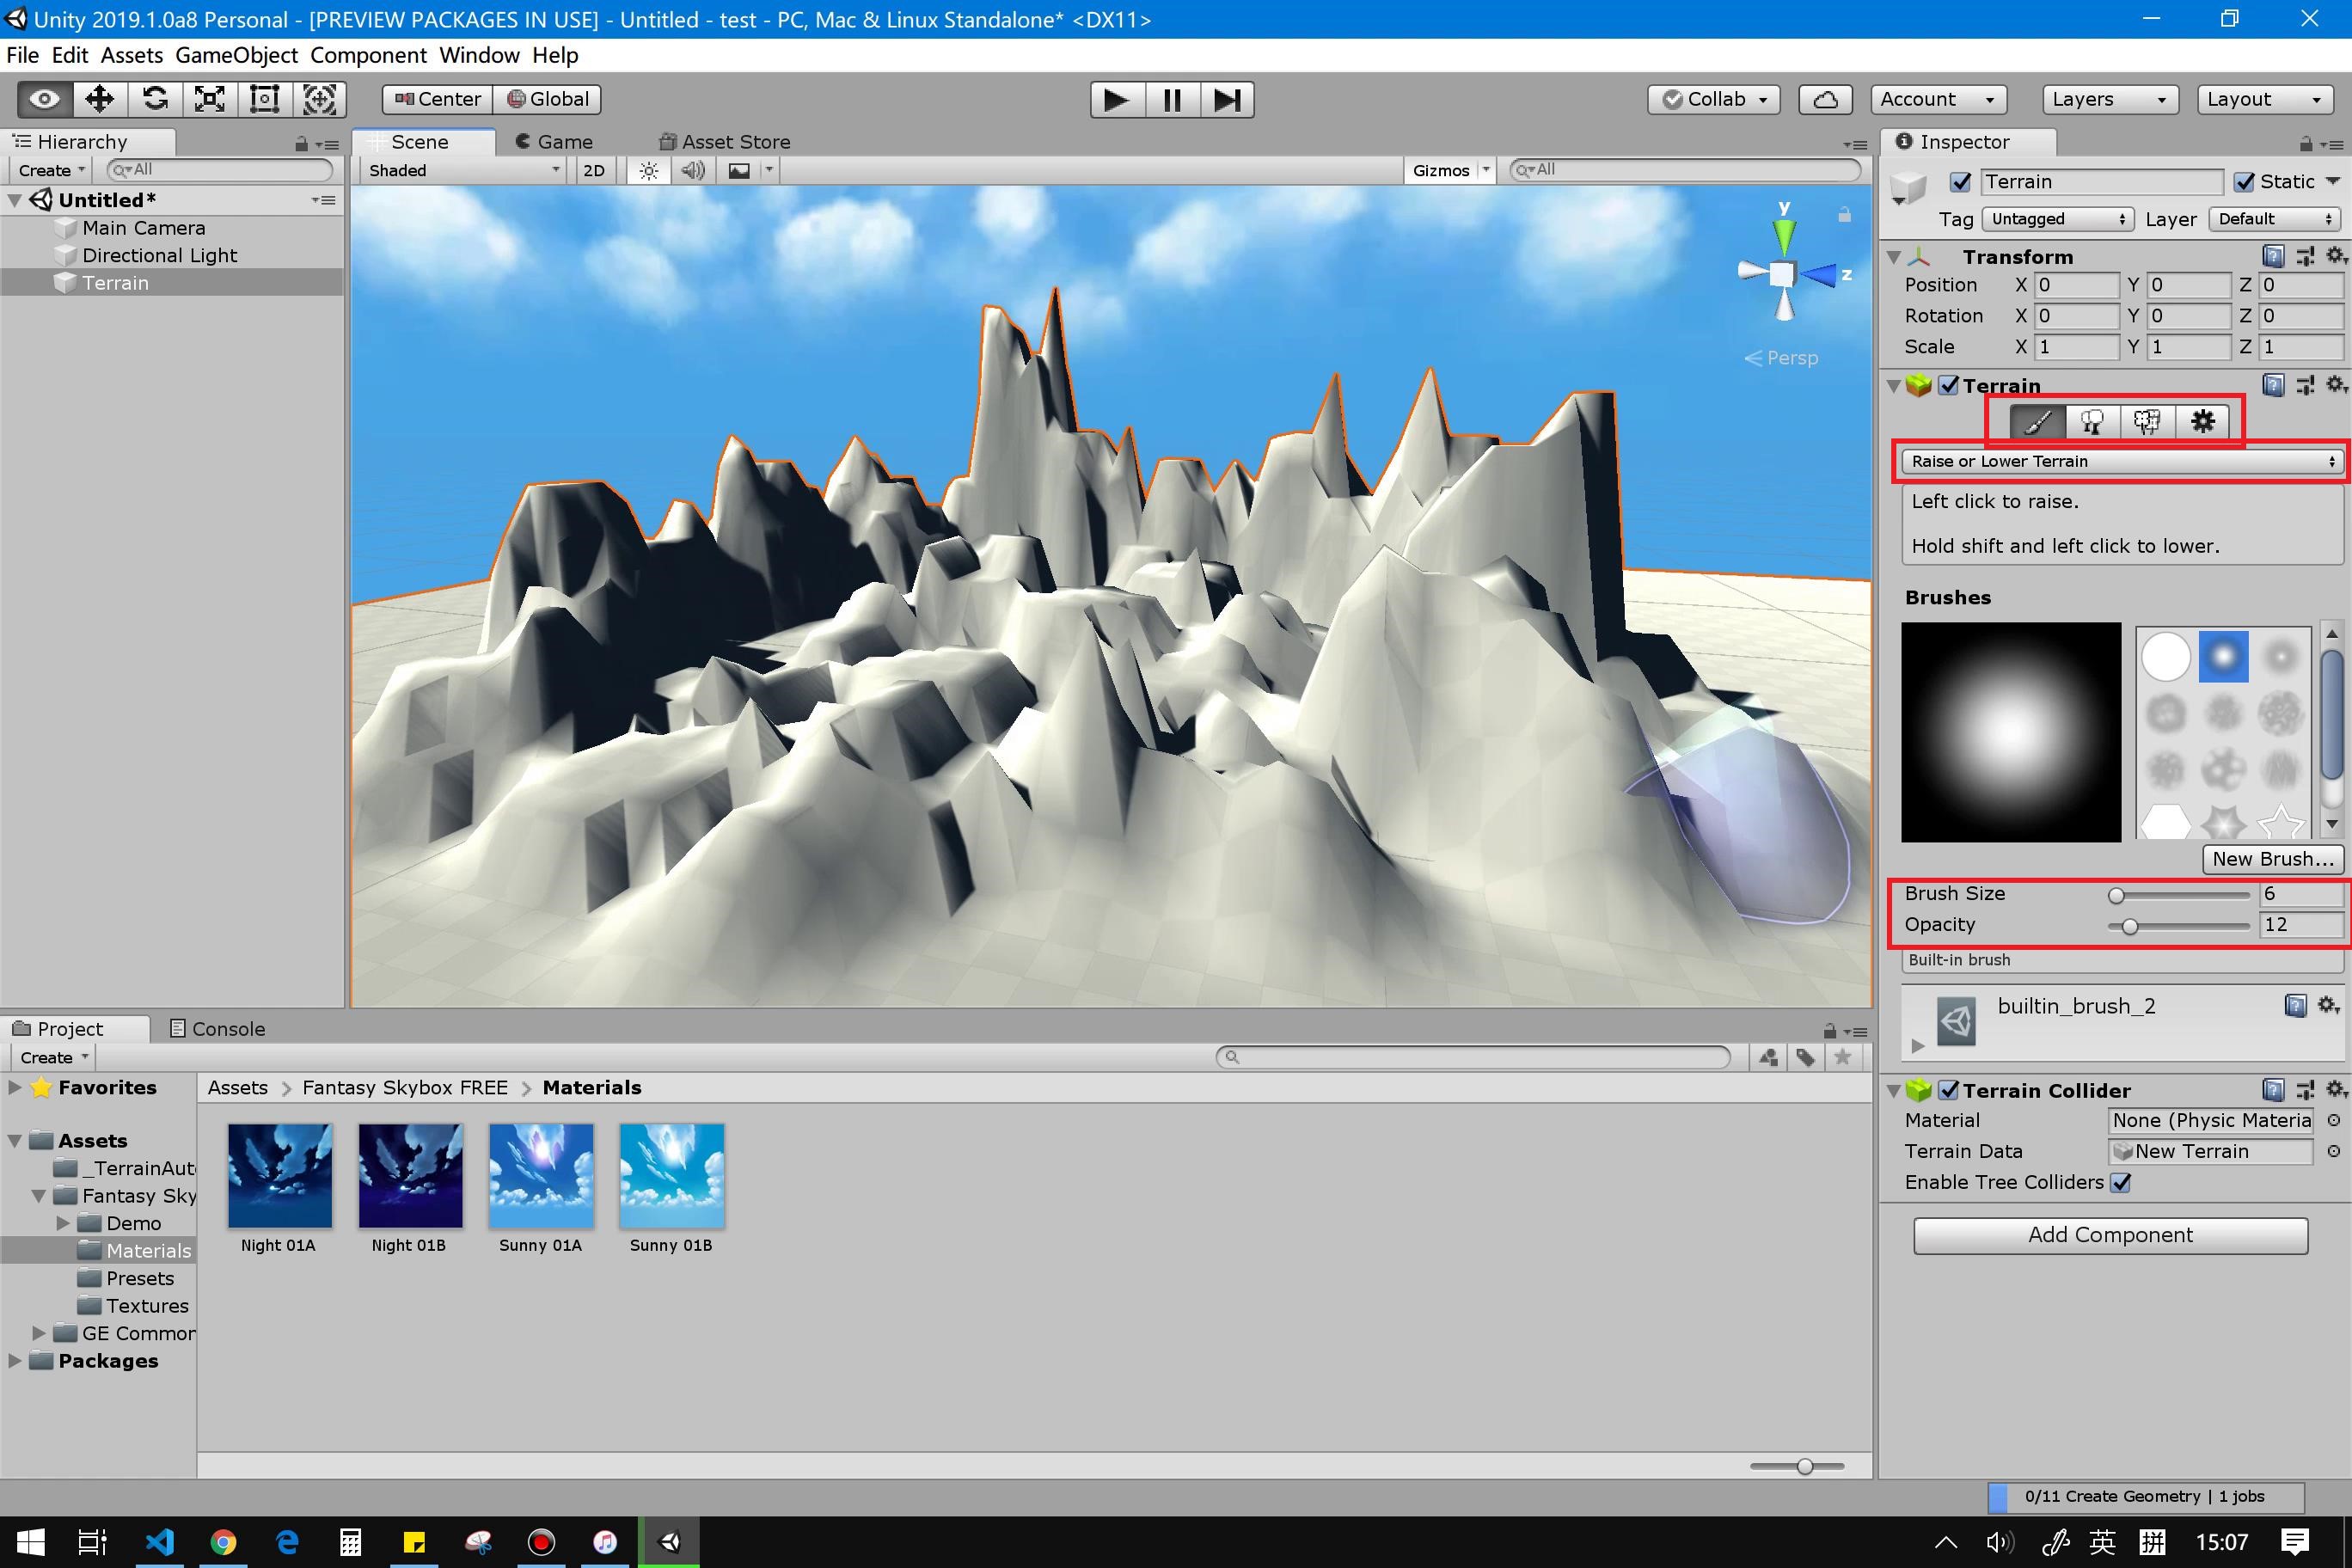 Unity 2019.1.0a8 Personal - [PREVIEW PACKAGES IN USE] - Untitled - test - PC, Mac & Linux Standalone* <DX11>
File Edit Assets GameObject Component Window Help
Center Global Collab Account Layers Layout
Hierarchy
Create All
Untitled*
Main Camera
Directional Light
Terrain
Scene Game Asset Store
Shaded 2D Gizmos All
y
z
Persp
Inspector
Terrain Static
Tag Untagged Layer Default
Transform
Position X 0 Y 0 Z 0
Rotation X 0 Y 0 Z 0
Scale X 1 Y 1 Z 1
Terrain
Raise or Lower Terrain
Left click to raise.
Hold shift and left click to lower.
Brushes
New Brush...
Brush Size 6
Opacity 12
Built-in brush
builtin_brush_2
Terrain Collider
Material None (Physic Materia
Terrain Data New Terrain
Enable Tree Colliders
Add Component
Project Console
Create
Favorites
Assets
_TerrainAut
Fantasy Sky
Demo
Materials
Presets
Textures
GE Common
Packages
Assets Fantasy Skybox FREE Materials
Night 01A Night 01B Sunny 01A Sunny 01B
0/11 Create Geometry | 1 jobs
英 拼 15:07